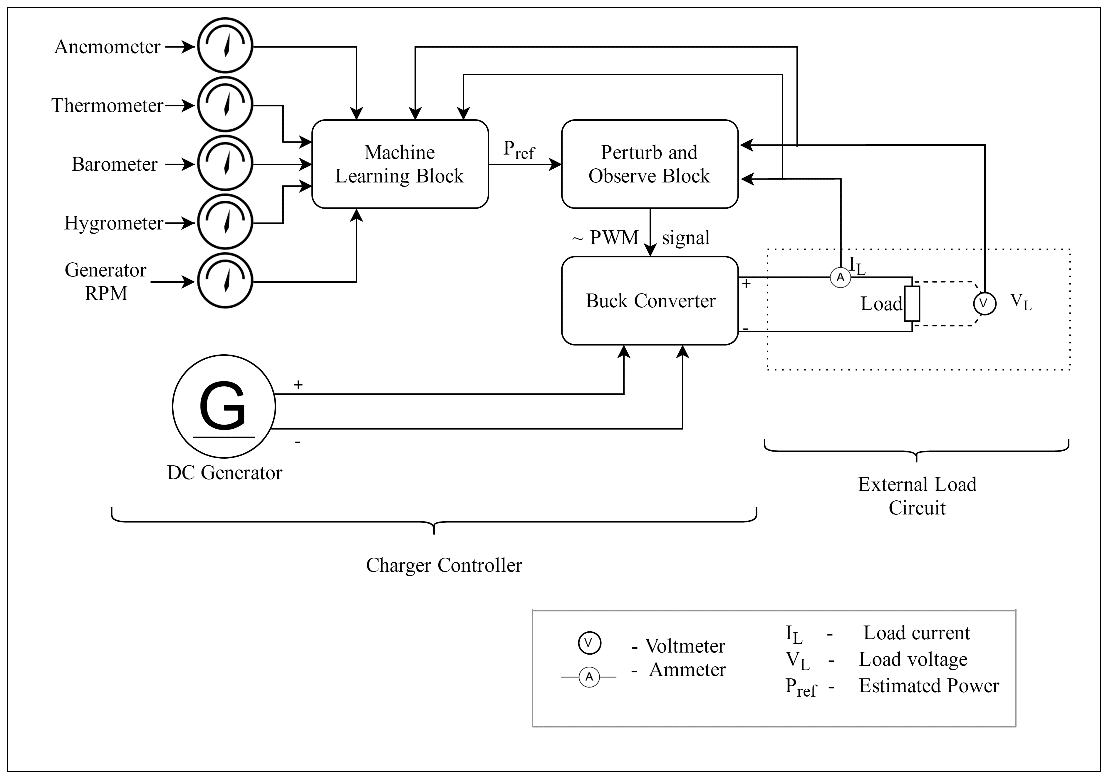 Anemometer
Thermometer
Barometer
Hygrometer
Generator
RPM
Machine
Learning Block
Pref
Perturb and
Observe Block
~ PWM signal
Buck Converter
+
-
IL
A
Load
V
VL
G
+
-
DC Generator
External Load
Circuit
Charger Controller
V - Voltmeter
A - Ammeter
IL - Load current
VL - Load voltage
Pref - Estimated Power